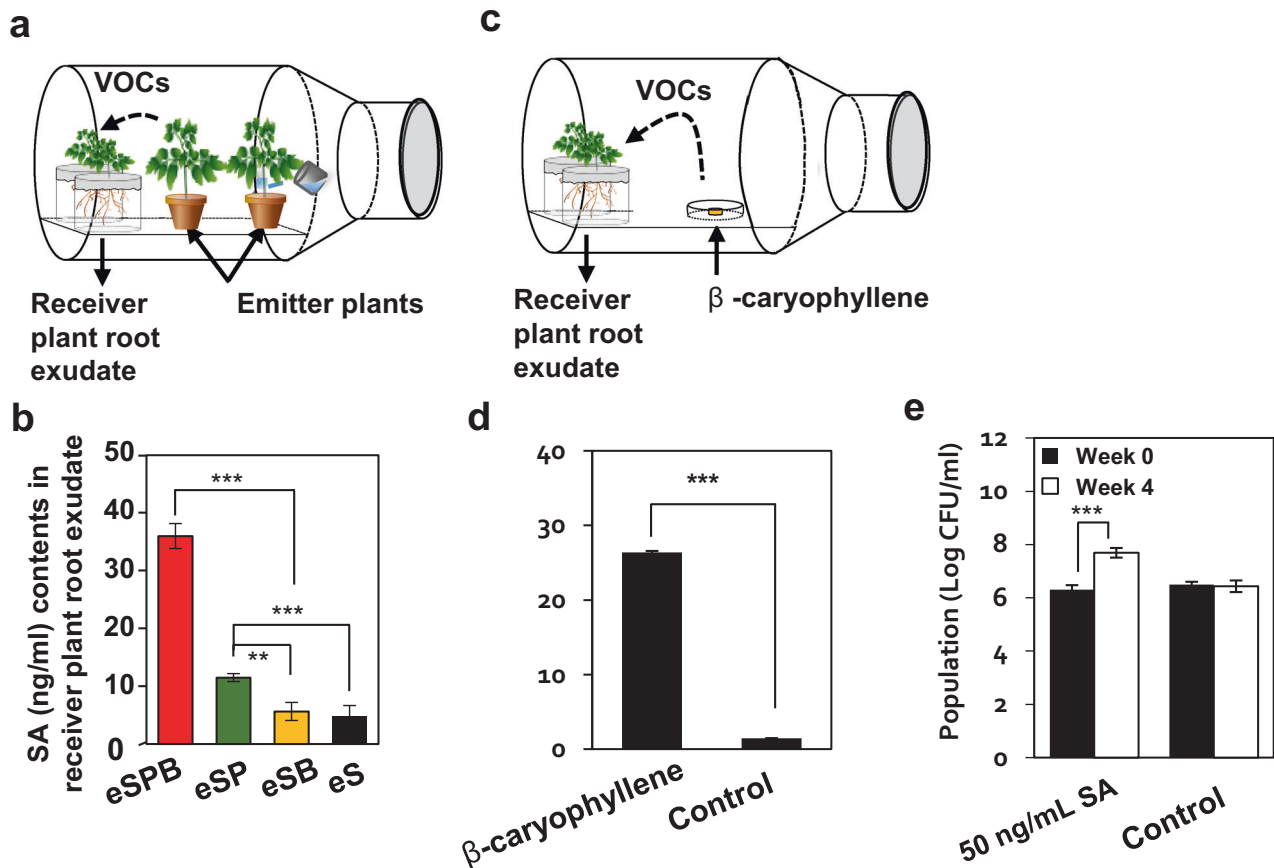 a
VOCs
Receiver
plant root
exudate
Emitter plants
c
VOCs
Receiver
plant root
exudate
β -caryophyllene
b
SA (ng/ml) contents in
receiver plant root exudate
50
40
30
20
10
0
***
***
**
eSPB
eSP
eSB
eS
d
40
30
20
10
0
***
β-caryophyllene
Control
e
Population (Log CFU/ml)
12
10
8
6
4
2
0
Week 0
Week 4
***
50 ng/mL SA
Control